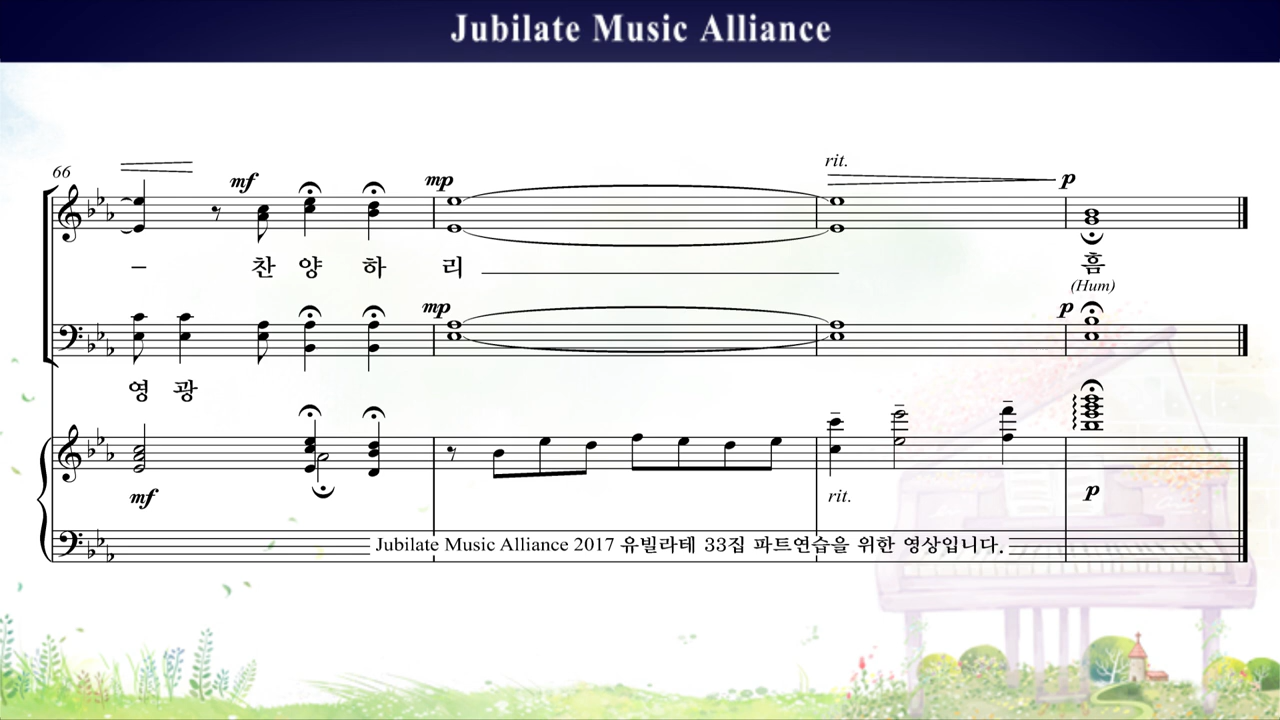 Jubilate Music Alliance
rit.
66
mf
mp
p
– 찬 양 하 리 흠
(Hum)
mp
p
영 광
mf
rit.
p
Jubilate Music Alliance 2017 유빌라테 33집 파트연습을 위한 영상입니다.